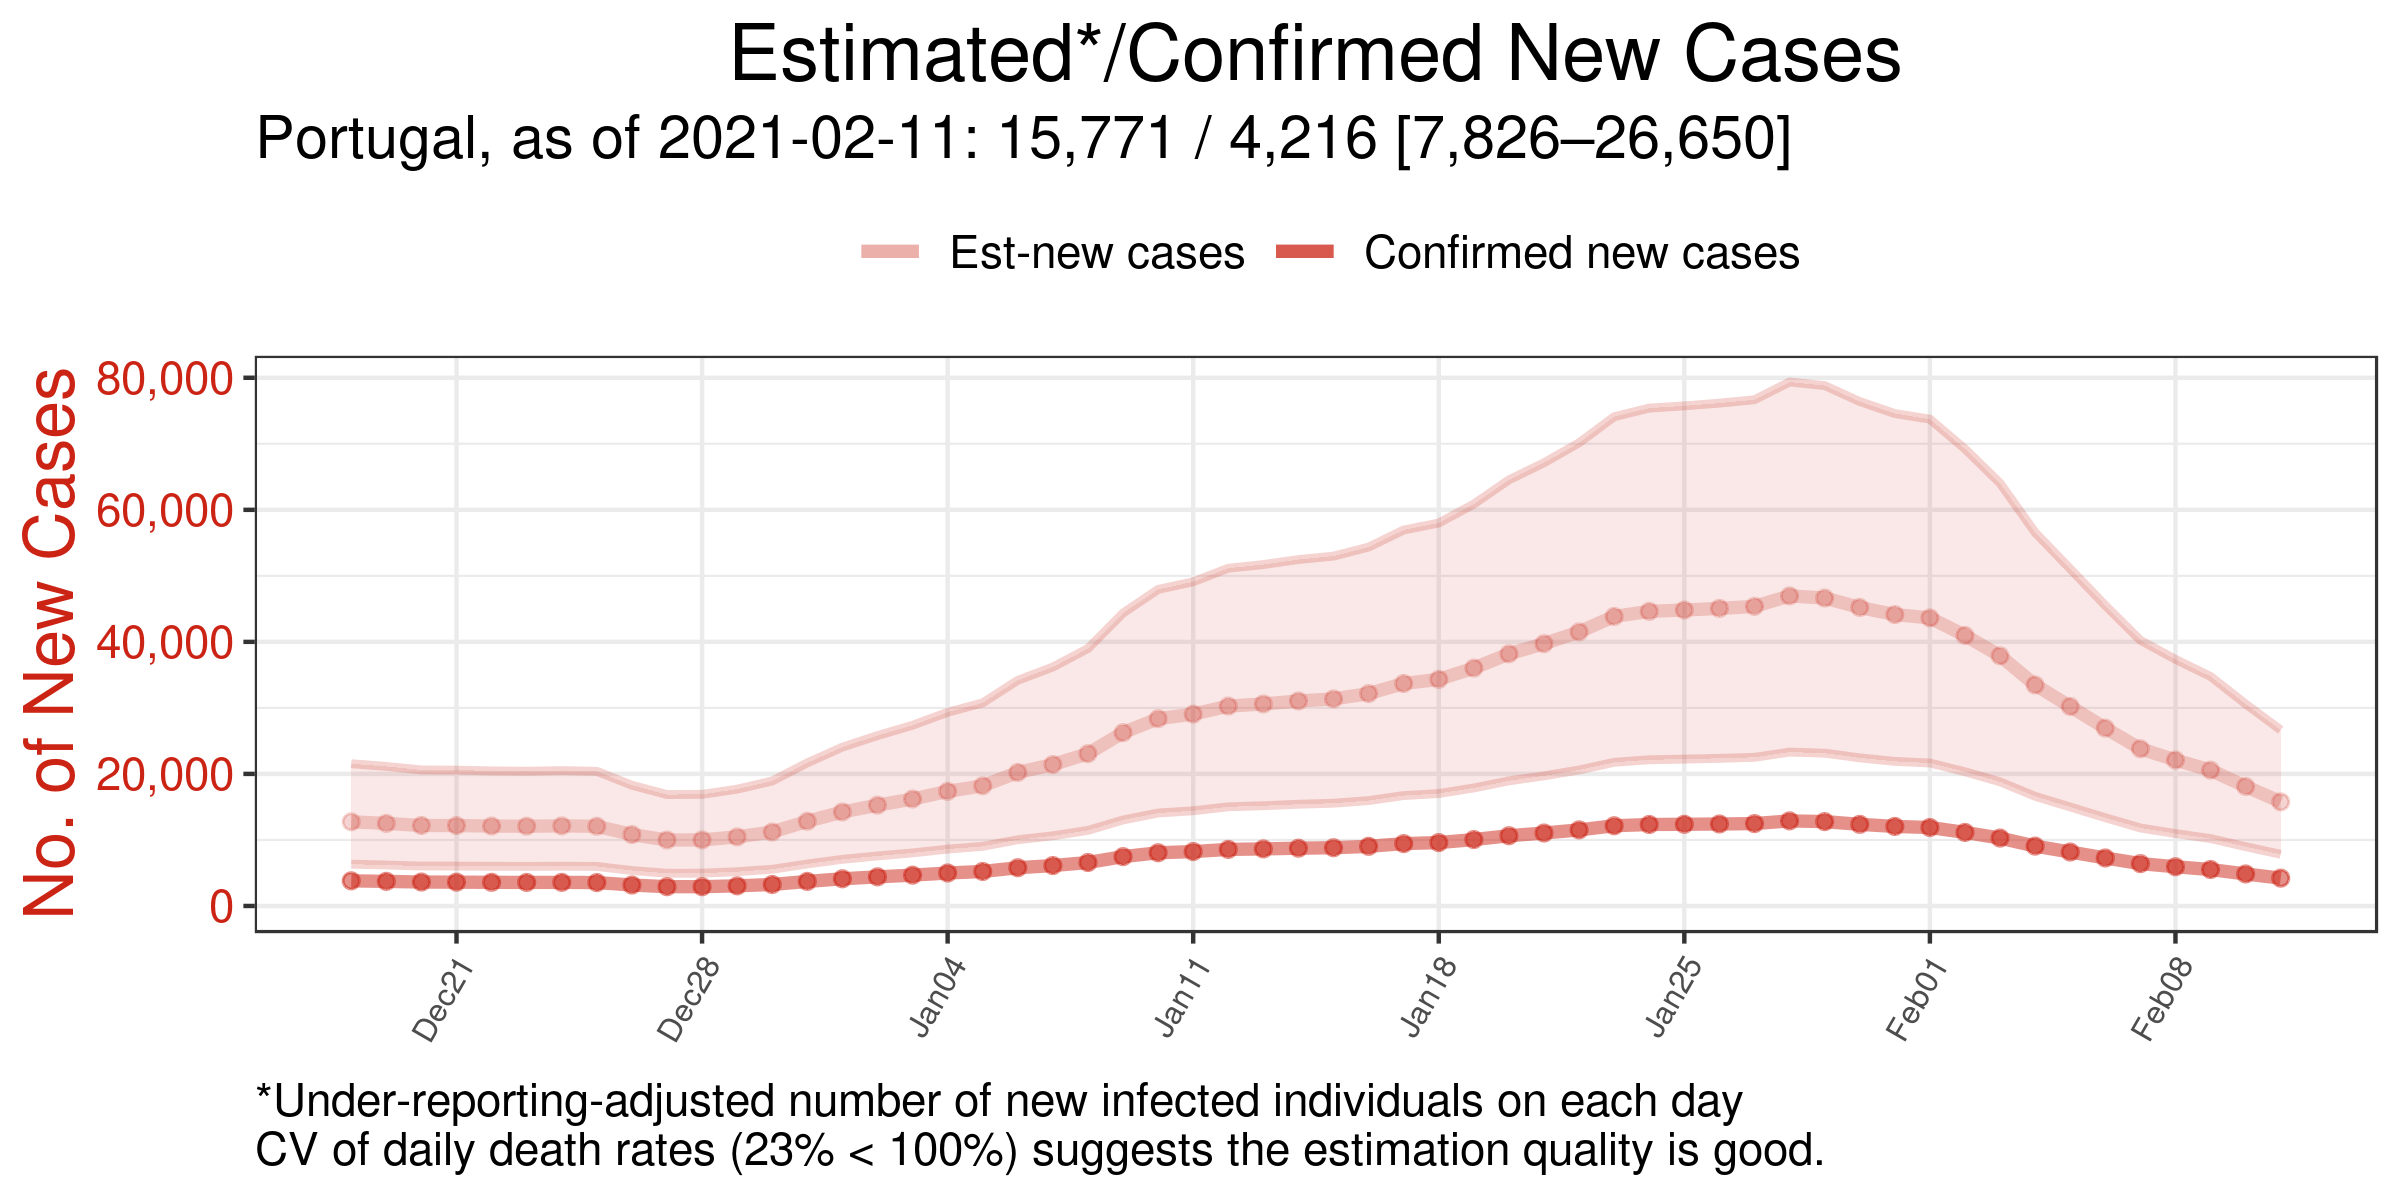 Estimated*/Confirmed New Cases
Portugal, as of 2021-02-11: 15,771 / 4,216 [7,826–26,650]
Est-new cases
Confirmed new cases
No. of New Cases
80,000
60,000
40,000
20,000
0
Dec21
Dec28
Jan04
Jan11
Jan18
Jan25
Feb01
Feb08
*Under-reporting-adjusted number of new infected individuals on each day
CV of daily death rates (23% < 100%) suggests the estimation quality is good.